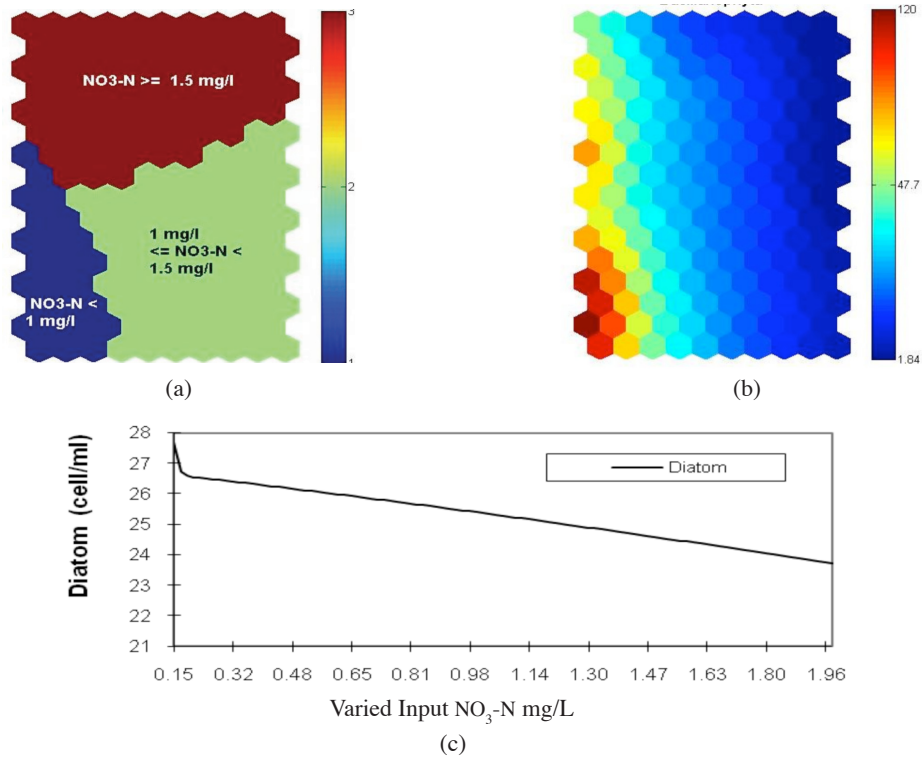 3
NO3-N >= 1.5 mg/l
2
1 mg/l
<= NO3-N <
1.5 mg/l
NO3-N <
1 mg/l
1
(a)
120
47.7
1.84
(b)
Diatom (cell/ml)
28
27
26
25
24
23
22
21
Diatom
0.15 0.32 0.48 0.65 0.81 0.98 1.14 1.30 1.47 1.63 1.80 1.96
Varied Input NO₃-N mg/L
(c)